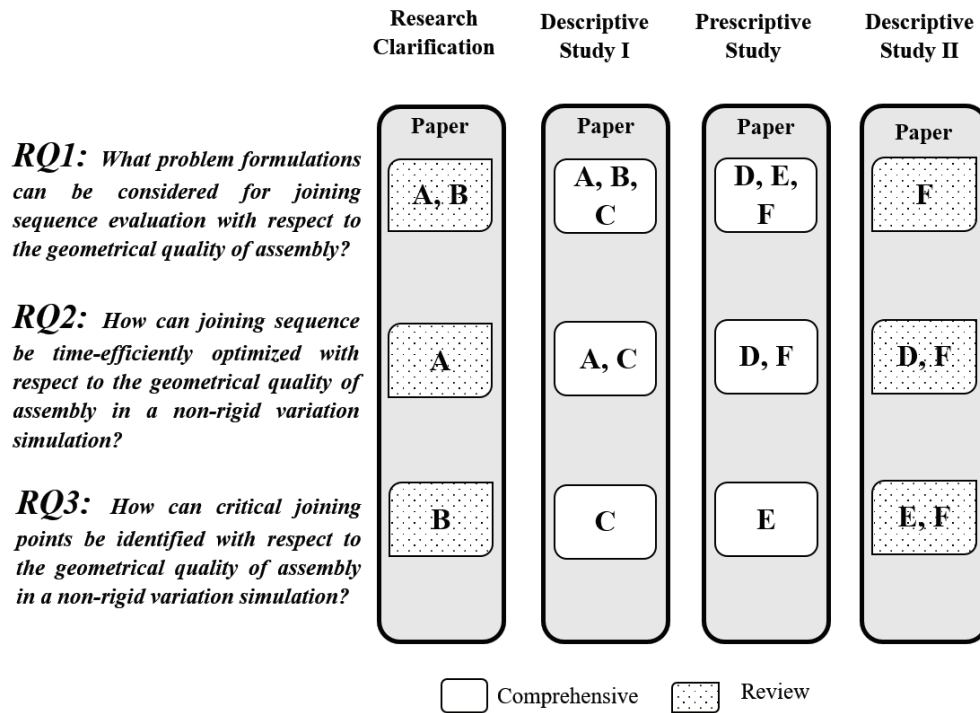 Research Clarification
Descriptive Study I
Prescriptive Study
Descriptive Study II
Paper
Paper
Paper
Paper
RQ1: What problem formulations
can be considered for joining
sequence evaluation with respect to
the geometrical quality of assembly?
A, B
A, B,
C
D, E,
F
F
RQ2: How can joining sequence
be time-efficiently optimized with
respect to the geometrical quality of
assembly in a non-rigid variation
simulation?
A
A, C
D, F
D, F
RQ3: How can critical joining
points be identified with respect to
the geometrical quality of assembly
in a non-rigid variation simulation?
B
C
E
E, F
Comprehensive
Review